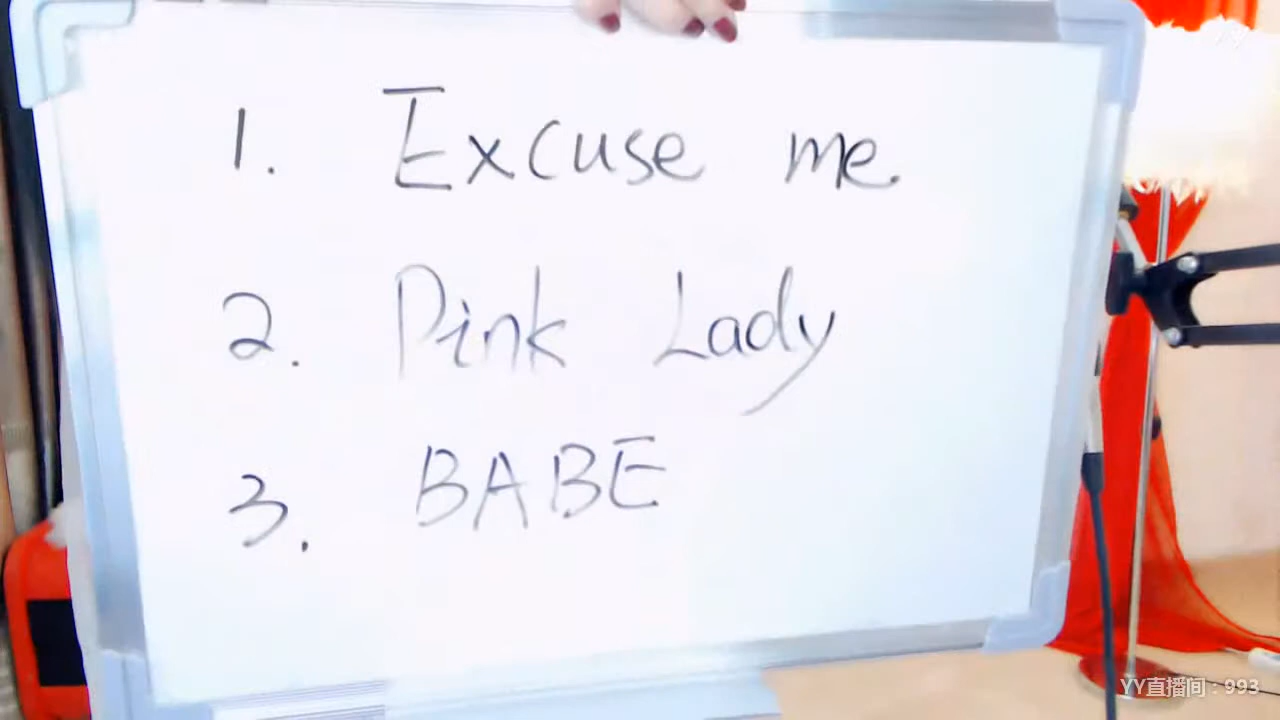 1. Excuse me.
2. Pink Lady
3. BABE
YY直播间：993